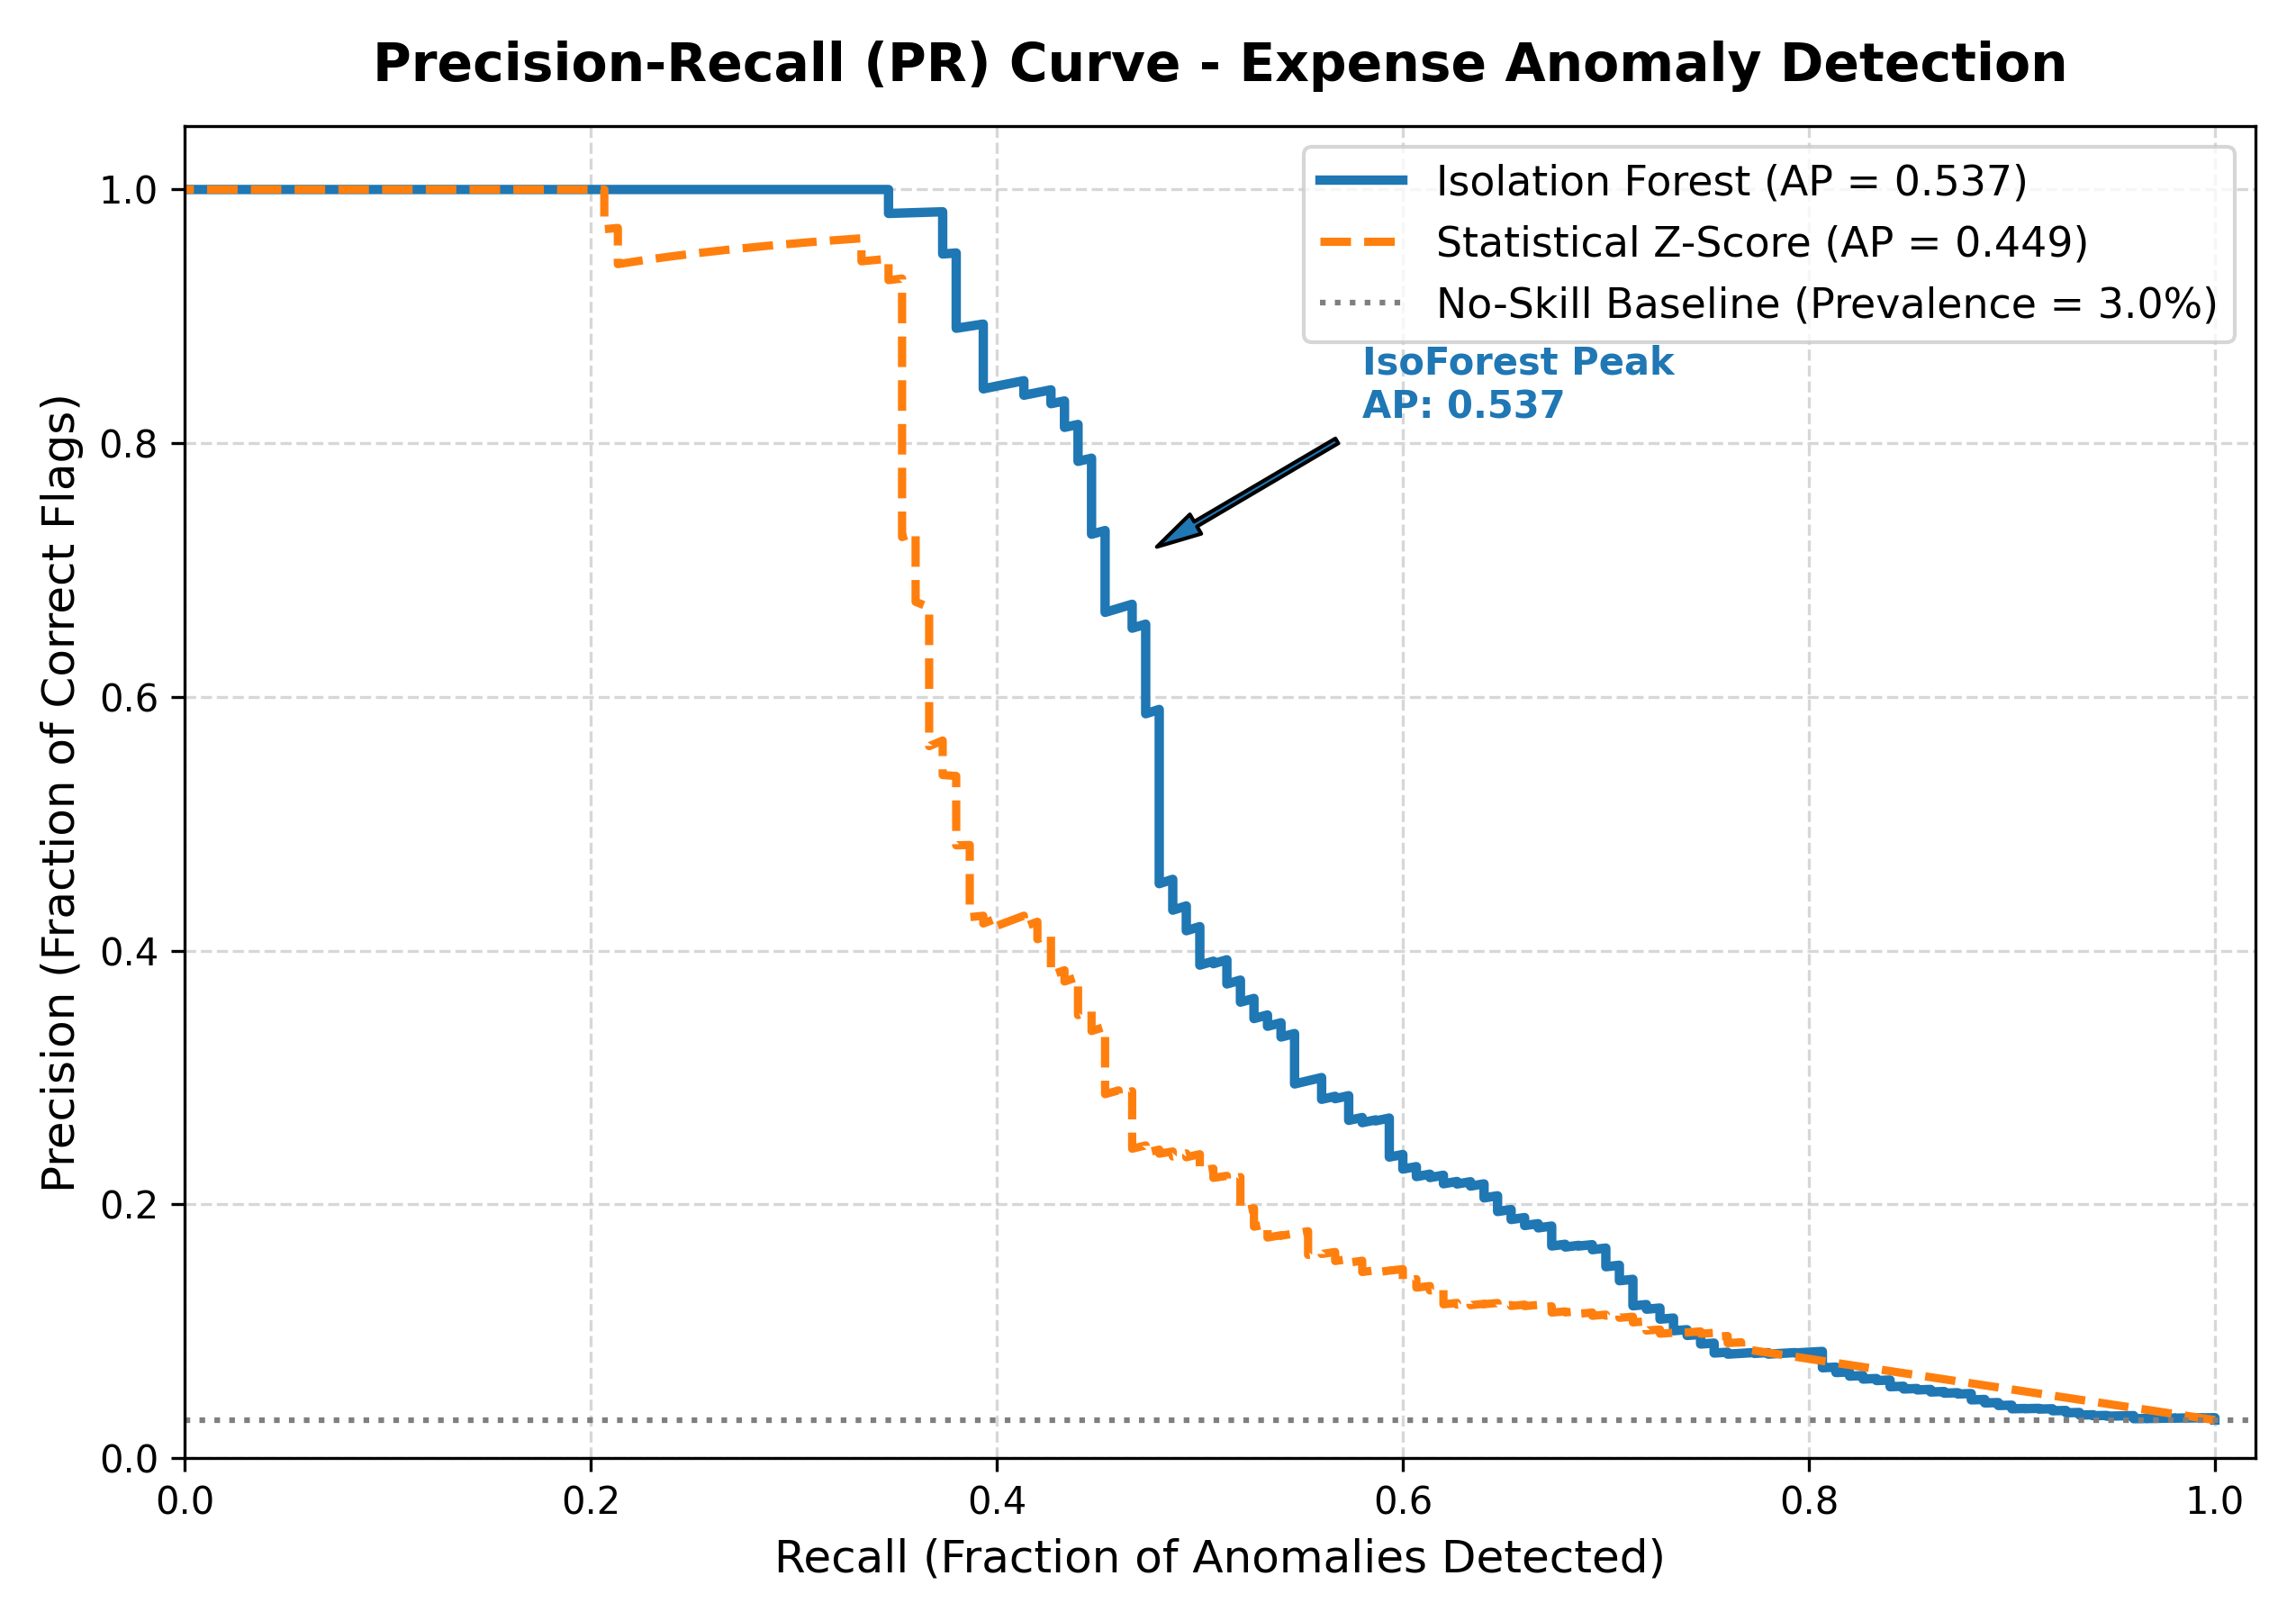 Precision-Recall (PR) Curve - Expense Anomaly Detection
Isolation Forest (AP = 0.537)
Statistical Z-Score (AP = 0.449)
No-Skill Baseline (Prevalence = 3.0%)
IsoForest Peak
AP: 0.537
Precision (Fraction of Correct Flags)
1.0
0.8
0.6
0.4
0.2
0.0
0.0 0.2 0.4 0.6 0.8 1.0
Recall (Fraction of Anomalies Detected)